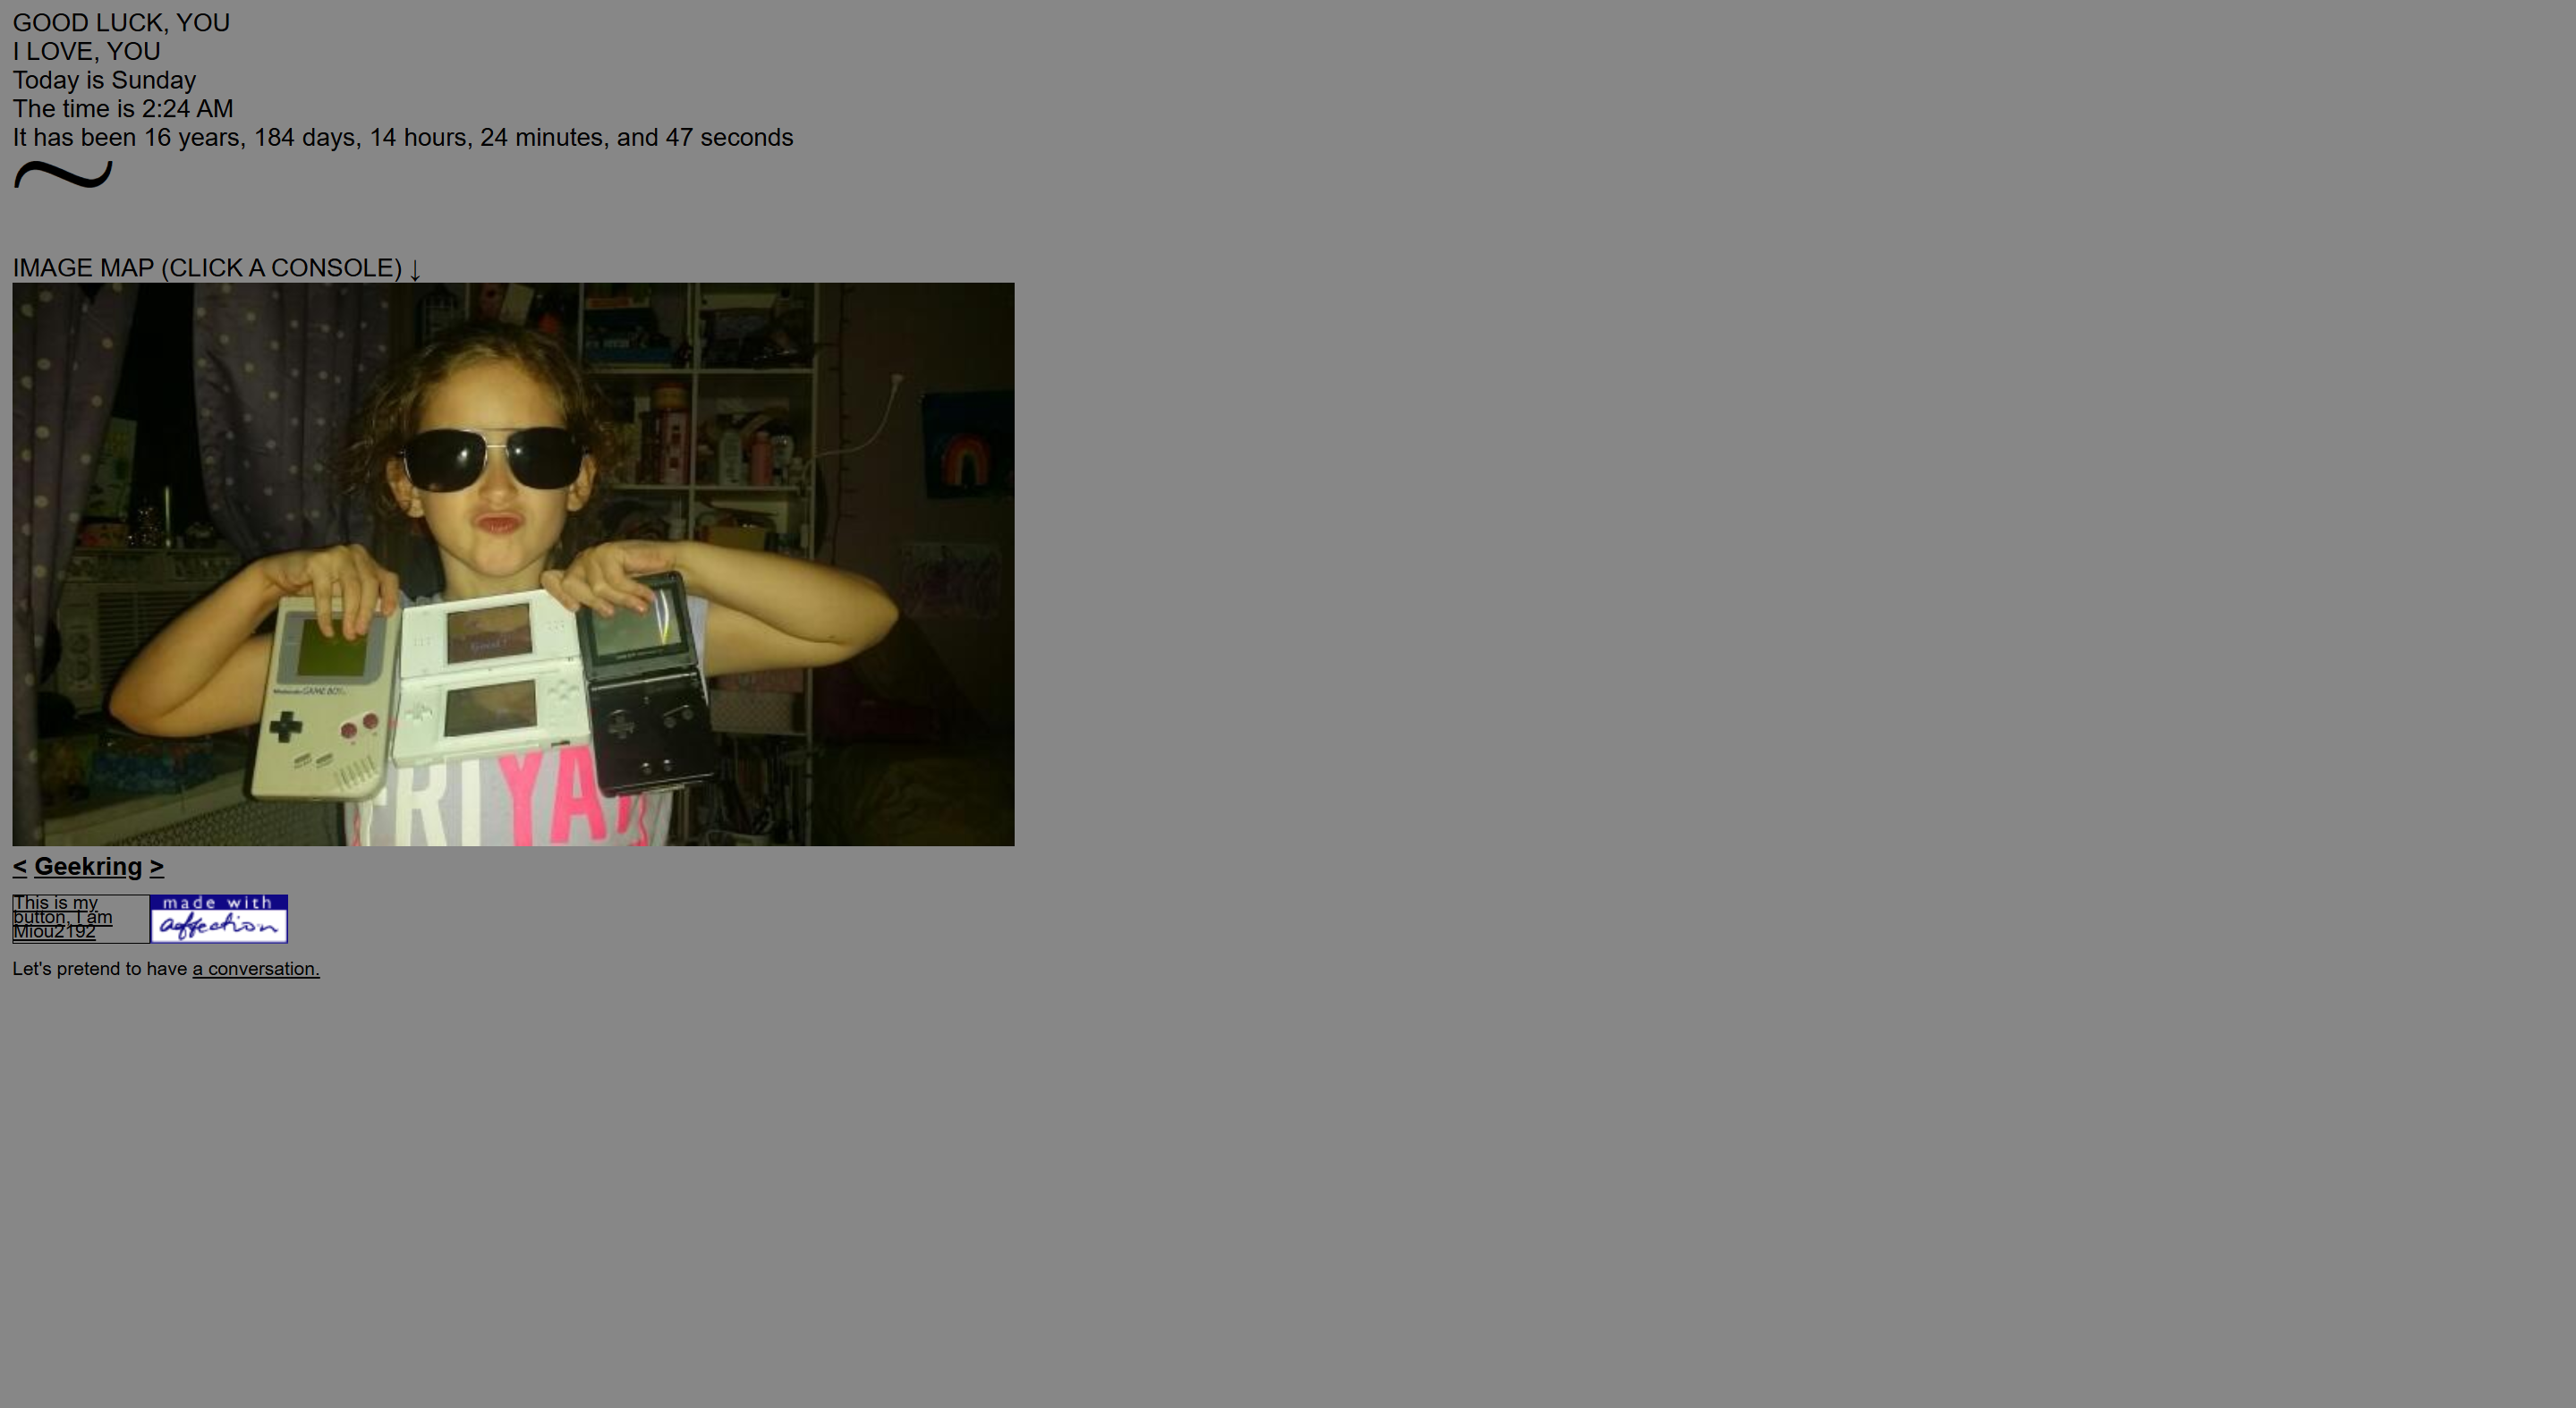 GOOD LUCK, YOU
I LOVE, YOU
Today is Sunday
The time is 2:24 AM
It has been 16 years, 184 days, 14 hours, 24 minutes, and 47 seconds
~
IMAGE MAP (CLICK A CONSOLE) ↓
Nintendo GAME BOY
FRIYAY
< Geekring >
This is my
button, I am
Miou2192
made with
affection
Let's pretend to have a conversation.